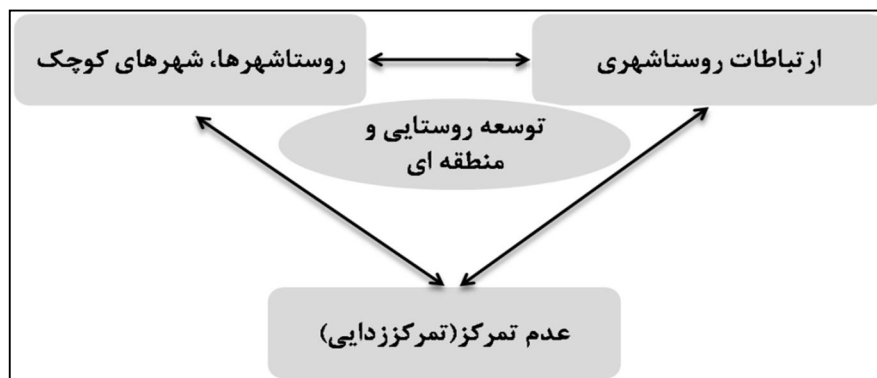 ارتباطات روستاشهری
روستاشهرها، شهرهای کوچک
توسعه روستایی و
منطقه ای
عدم تمرکز(تمرکززدایی)